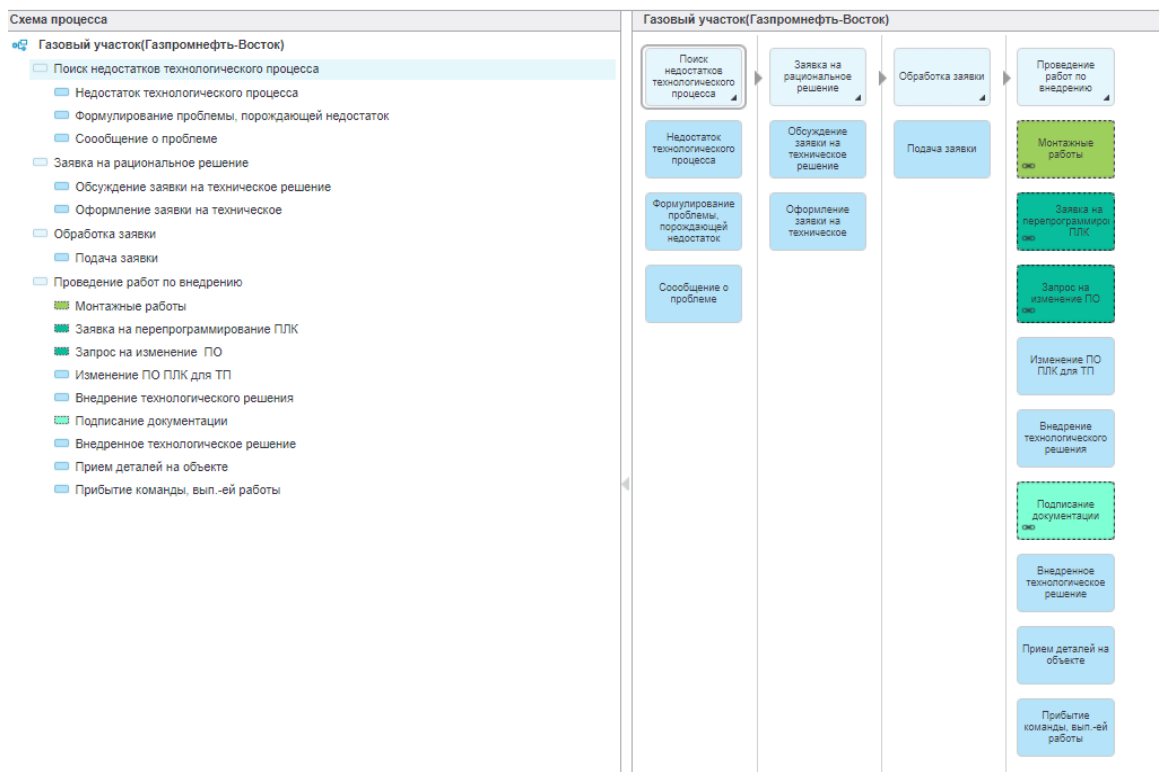 Схема процесса
Газовый участок(Газпромнефть-Восток)
Поиск недостатков технологического процесса
Недостаток технологического процесса
Формулирование проблемы, порождающей недостаток
Соообщение о проблеме
Заявка на рациональное решение
Обсуждение заявки на техническое решение
Оформление заявки на техническое
Обработка заявки
Подача заявки
Проведение работ по внедрению
Монтажные работы
Заявка на перепрограммирование ПЛК
Запрос на изменение  ПО
Изменение ПО ПЛК для ТП
Внедрение технологического решения
Подписание документации
Внедренное технологическое решение
Прием деталей на объекте
Прибытие команды, вып.-ей работы
Газовый участок(Газпромнефть-Восток)
Поиск
недостатков
технологического
процесса
Недостаток
технологического
процесса
Формулирование
проблемы,
порождающей
недостаток
Соообщение о
проблеме
Заявка на
рациональное
решение
Обсуждение
заявки на
техническое
решение
Оформление
заявки на
техническое
Обработка заявки
Подача заявки
Проведение
работ по
внедрению
Монтажные
работы
Заявка на
перепрограммиро
ПЛК
Запрос на
изменение ПО
Изменение ПО
ПЛК для ТП
Внедрение
технологического
решения
Подписание
документации
Внедренное
технологическое
решение
Прием деталей на
объекте
Прибытие
команды, вып.-ей
работы